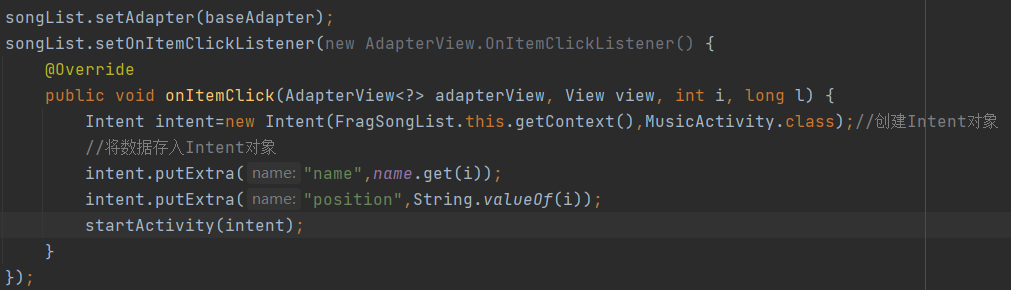 songList.setAdapter(baseAdapter);
songList.setOnItemClickListener(new AdapterView.OnItemClickListener() {
    @Override
    public void onItemClick(AdapterView<?> adapterView, View view, int i, long l) {
        Intent intent=new Intent(FragSongList.this.getContext(),MusicActivity.class);//创建Intent对象
        //将数据存入Intent对象
        intent.putExtra( name: "name",name.get(i));
        intent.putExtra( name: "position",String.valueOf(i));
        startActivity(intent);
    }
});